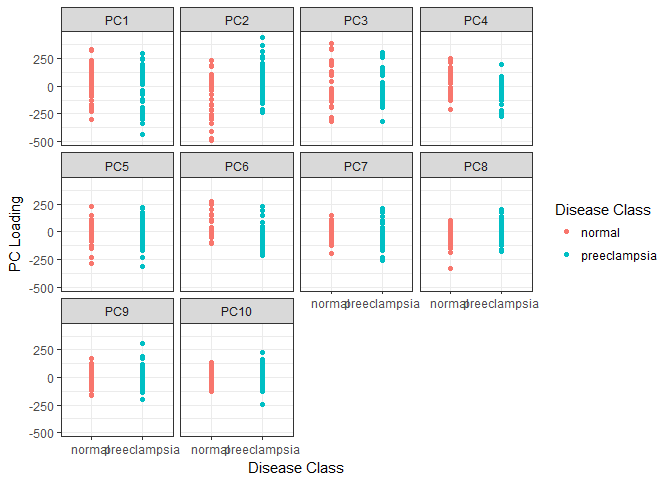 PC1 PC2 PC3 PC4
250
0
-250
-500
PC5 PC6 PC7 PC8
250
0
-250
-500
normal preeclampsia normal preeclampsia
PC9 PC10
250
0
-250
-500
normal preeclampsia normal preeclampsia
Disease Class
PC Loading
Disease Class
normal
preeclampsia